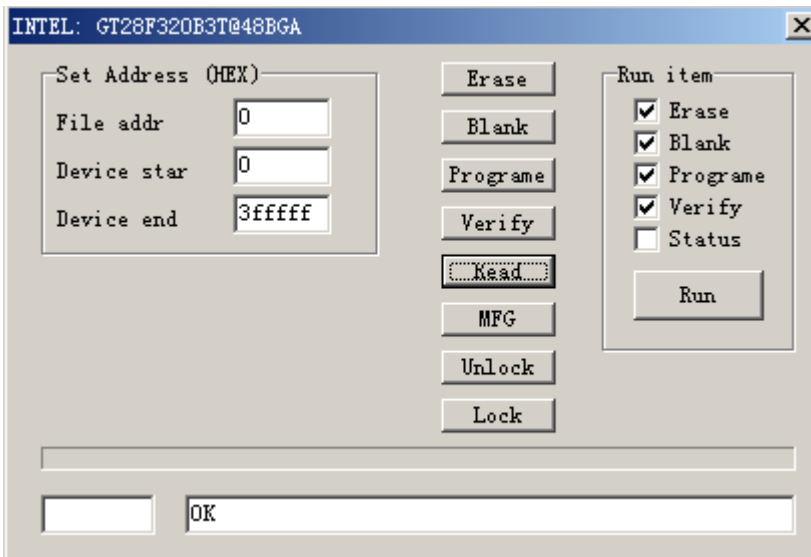 INTEL: GT28F320B3T@48BGA
Set Address (HEX)
File addr
0
Device star
0
Device end
3fffff
Erase
Blank
Programe
Verify
Read
MFG
Unlock
Lock
Run item
Erase
Blank
Programe
Verify
Status
Run
OK